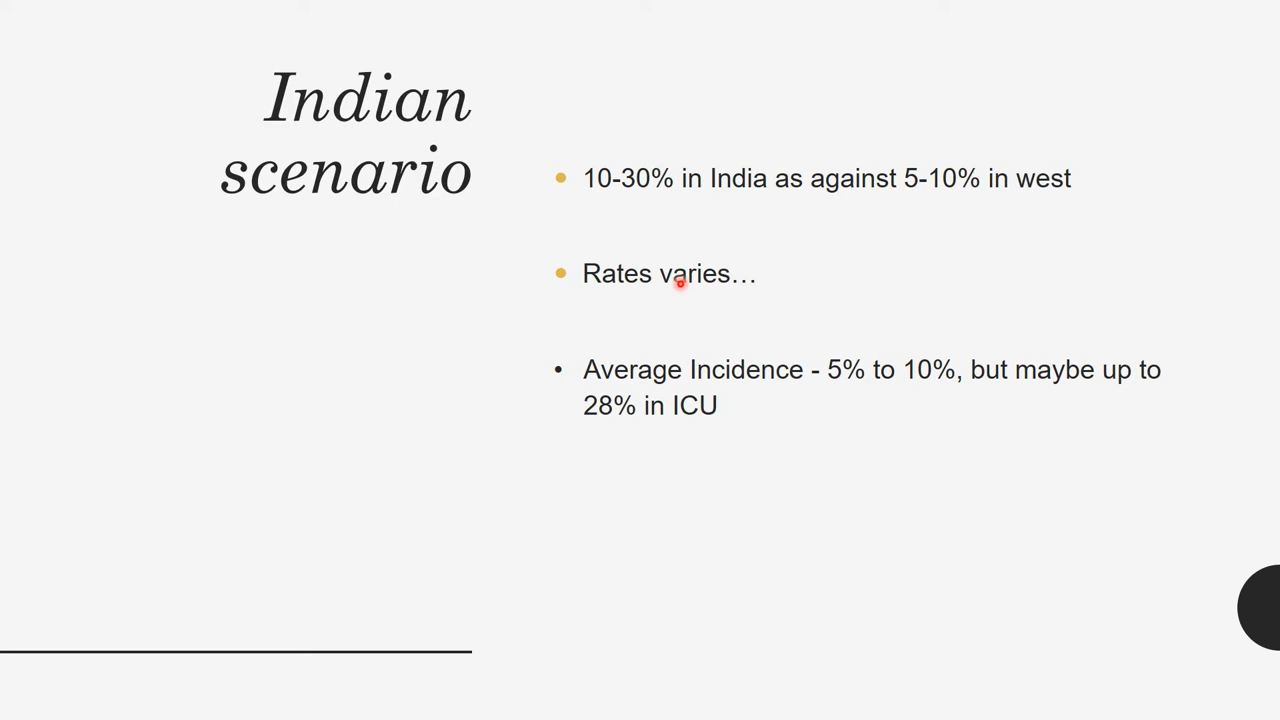 Indian
scenario
10-30% in India as against 5-10% in west
Rates varies…
Average Incidence - 5% to 10%, but maybe up to
28% in ICU